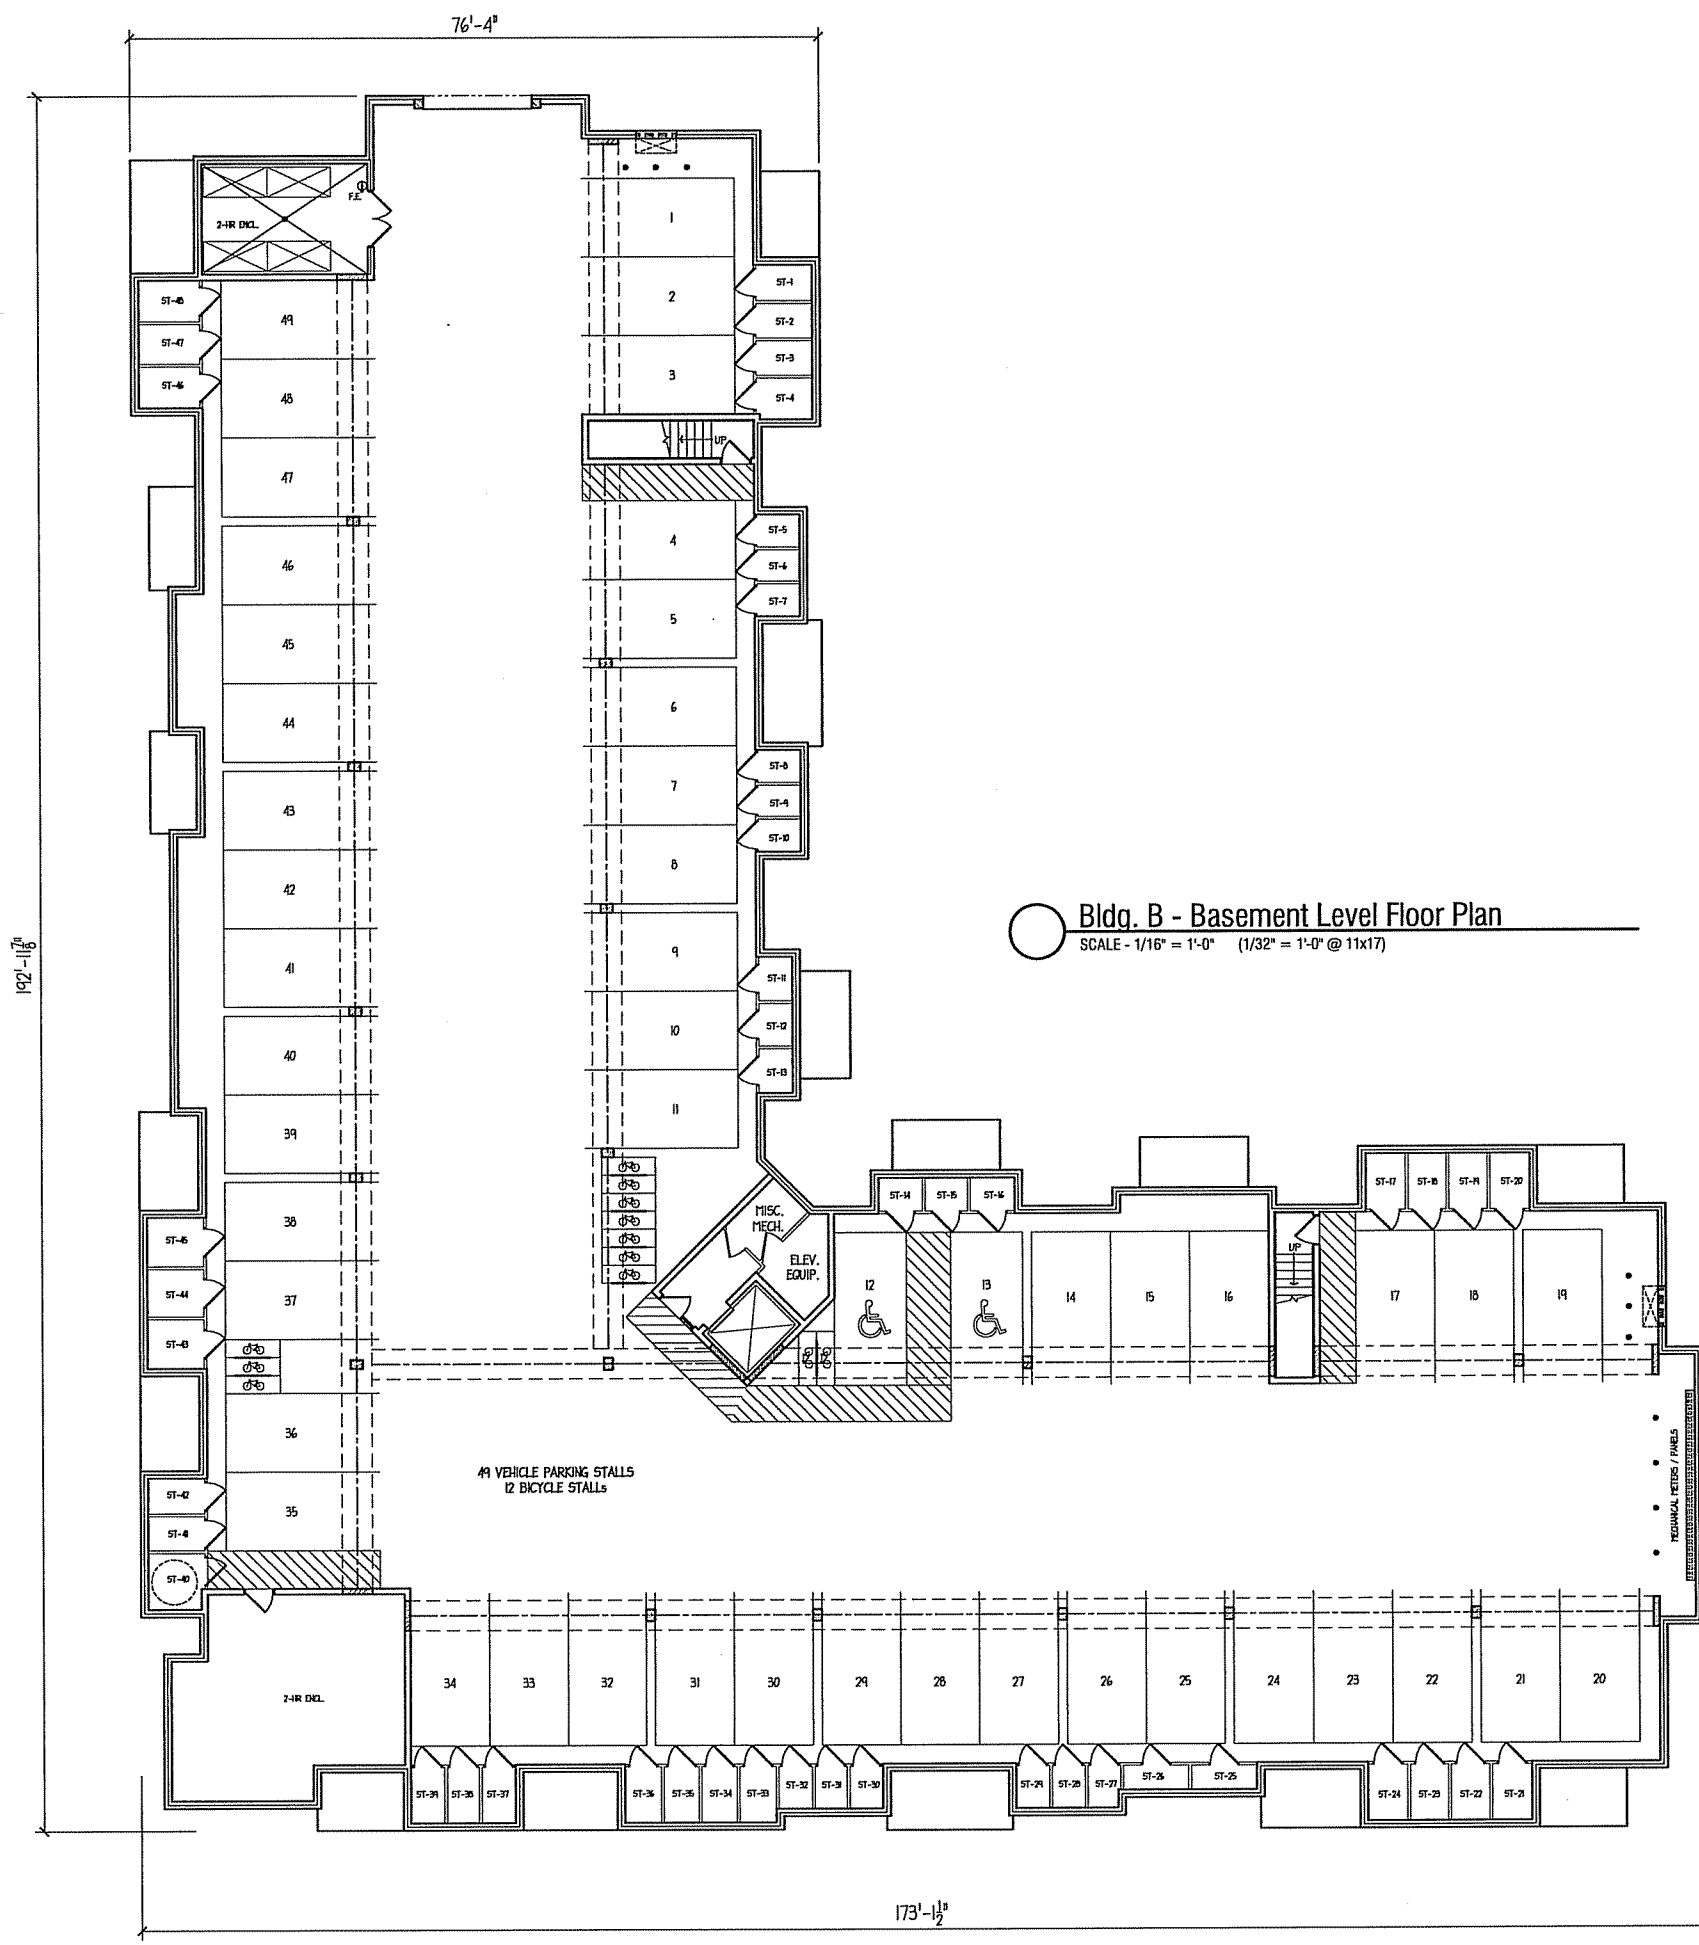 76'-4"
F.E.
2-HR ENCL.
1
2
3
ST-1
ST-2
ST-3
ST-4
ST-48
ST-47
ST-46
49
48
47
UP
46
45
44
4
5
ST-5
ST-6
ST-7
6
7
8
ST-8
ST-9
ST-10
43
42
41
192'-11 7/8"
Bldg. B - Basement Level Floor Plan
SCALE - 1/16" = 1'-0" (1/32" = 1'-0" @ 11x17)
9
10
11
ST-11
ST-12
ST-13
40
39
38
37
ST-45
ST-44
ST-43
MISC.
MECH.
ELEV.
EQUIP.
ST-14
ST-15
ST-16
ST-17
ST-18
ST-19
ST-20
12
13
14
15
16
UP
17
18
19
36
35
ST-42
ST-41
ST-40
49 VEHICLE PARKING STALLS
12 BICYCLE STALLs
MECHANICAL METERS / PANELS
2-HR ENCL.
34
33
32
31
30
29
28
27
26
25
24
23
22
21
20
ST-39
ST-38
ST-37
ST-36
ST-35
ST-34
ST-33
ST-32
ST-31
ST-30
ST-29
ST-28
ST-27
ST-26
ST-25
ST-24
ST-23
ST-22
ST-21
173'-1 1/2"